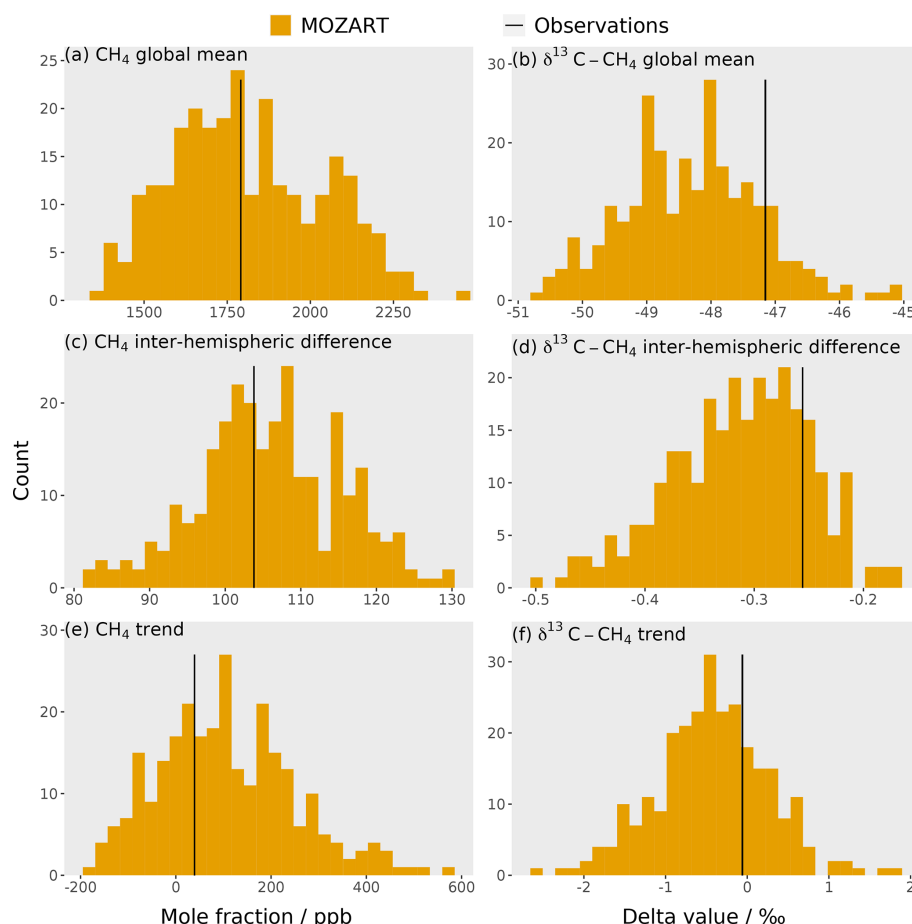 MOZART Observations
(a) CH₄ global mean
25
20
15
10
5
0
1500 1750 2000 2250
(b) δ¹³ C – CH₄ global mean
30
20
10
0
-51 -50 -49 -48 -47 -46 -45
Count
(c) CH₄ inter-hemispheric difference
20
10
0
80 90 100 110 120 130
(d) δ¹³ C – CH₄ inter-hemispheric difference
20
15
10
5
0
-0.5 -0.4 -0.3 -0.2
(e) CH₄ trend
30
20
10
0
-200 0 200 400 600
Mole fraction / ppb
(f) δ¹³ C – CH₄ trend
30
20
10
0
-2 -1 0 1 2
Delta value / ‰